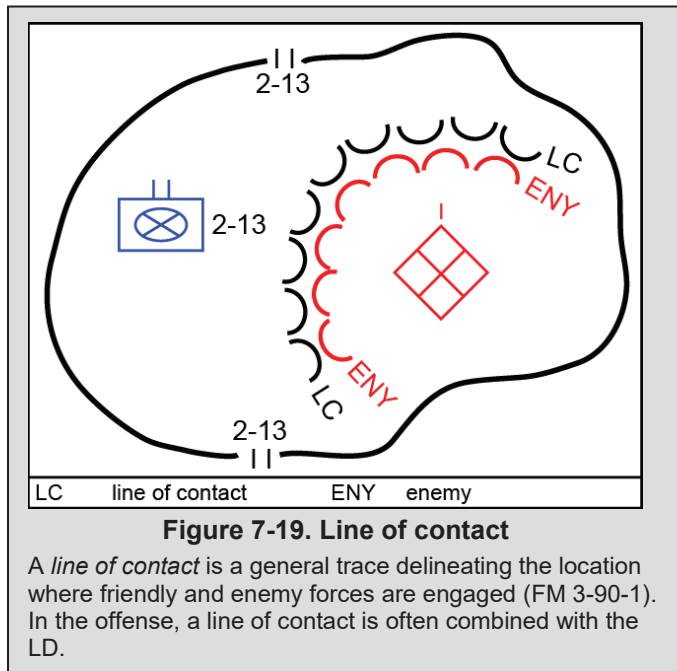 2-13
LC
ENY
2-13
ENY
LC
2-13
LC line of contact ENY enemy
Figure 7-19. Line of contact
A line of contact is a general trace delineating the location
where friendly and enemy forces are engaged (FM 3-90-1).
In the offense, a line of contact is often combined with the
LD.